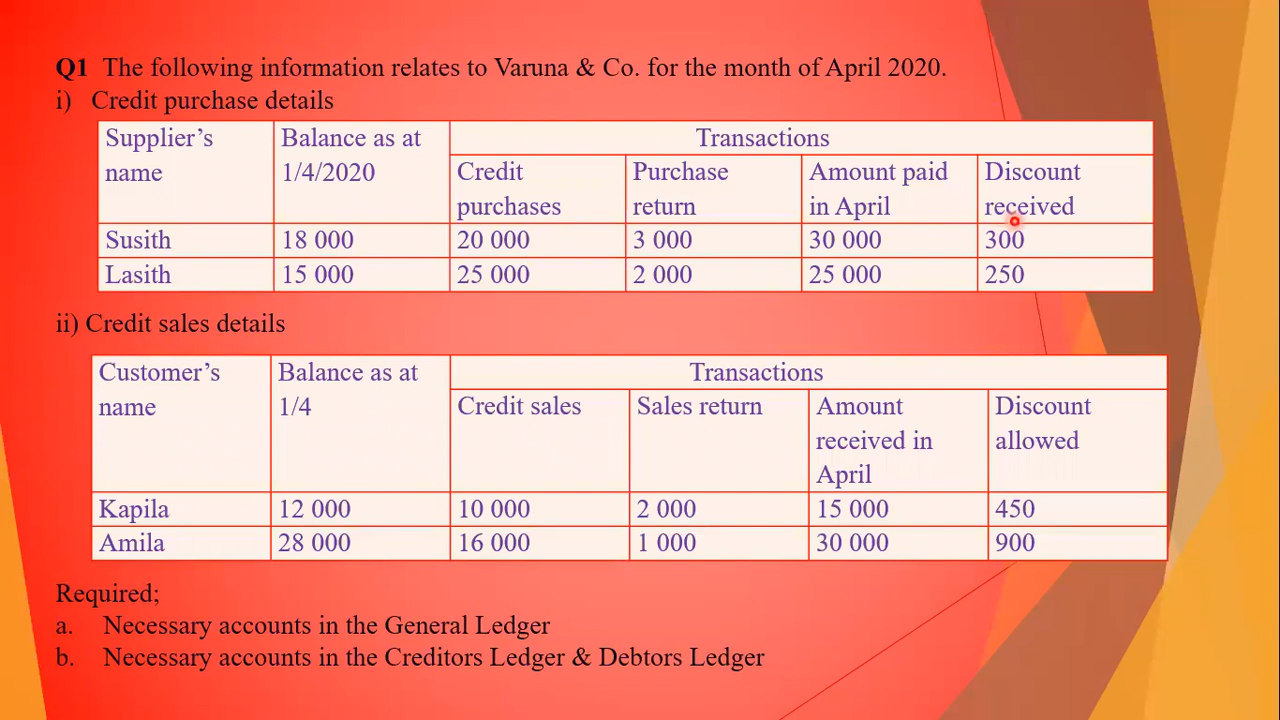 Q1 The following information relates to Varuna & Co. for the month of April 2020.
i) Credit purchase details
Supplier's name Balance as at 1/4/2020 Transactions
Credit purchases Purchase return Amount paid in April Discount received
Susith 18 000 20 000 3 000 30 000 300
Lasith 15 000 25 000 2 000 25 000 250
ii) Credit sales details
Customer's name Balance as at 1/4 Transactions
Credit sales Sales return Amount received in April Discount allowed
Kapila 12 000 10 000 2 000 15 000 450
Amila 28 000 16 000 1 000 30 000 900
Required;
a. Necessary accounts in the General Ledger
b. Necessary accounts in the Creditors Ledger & Debtors Ledger